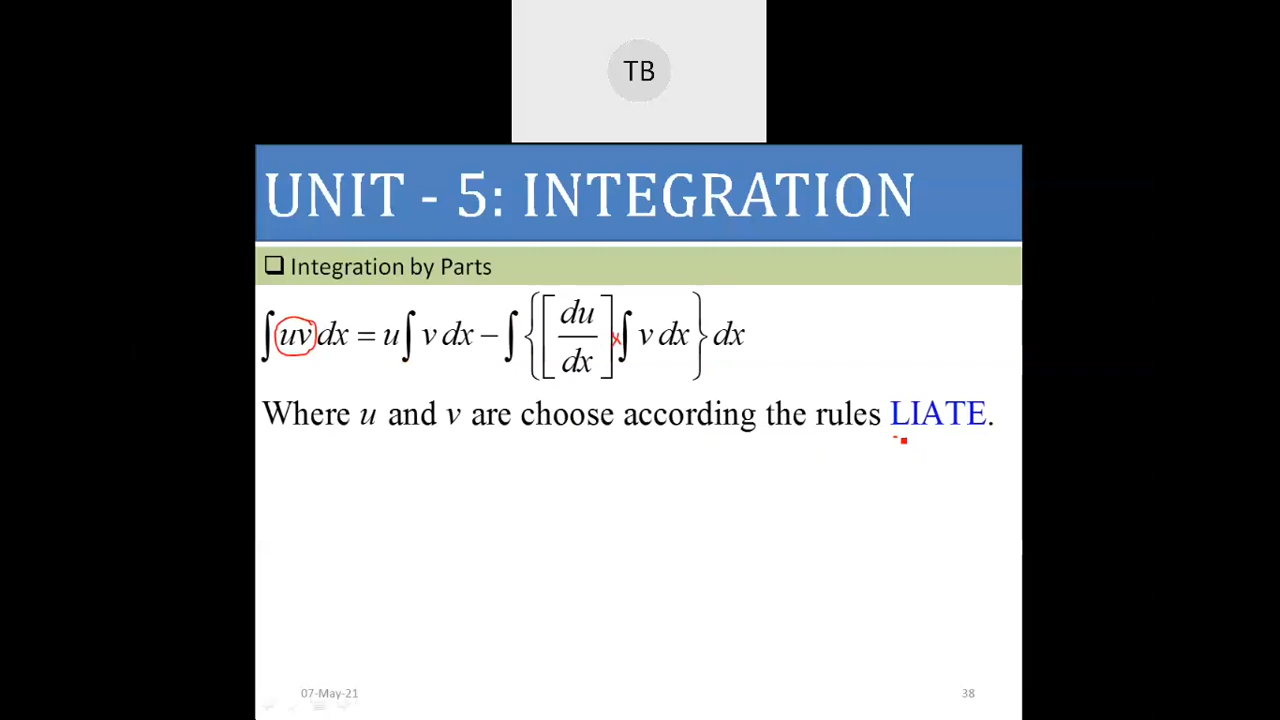 TB
UNIT - 5: INTEGRATION
❑ Integration by Parts
∫ uv dx = u ∫ v dx − ∫ { [ du/dx ] × ∫ v dx } dx
Where u and v are choose according the rules LIATE.
07-May-21
38